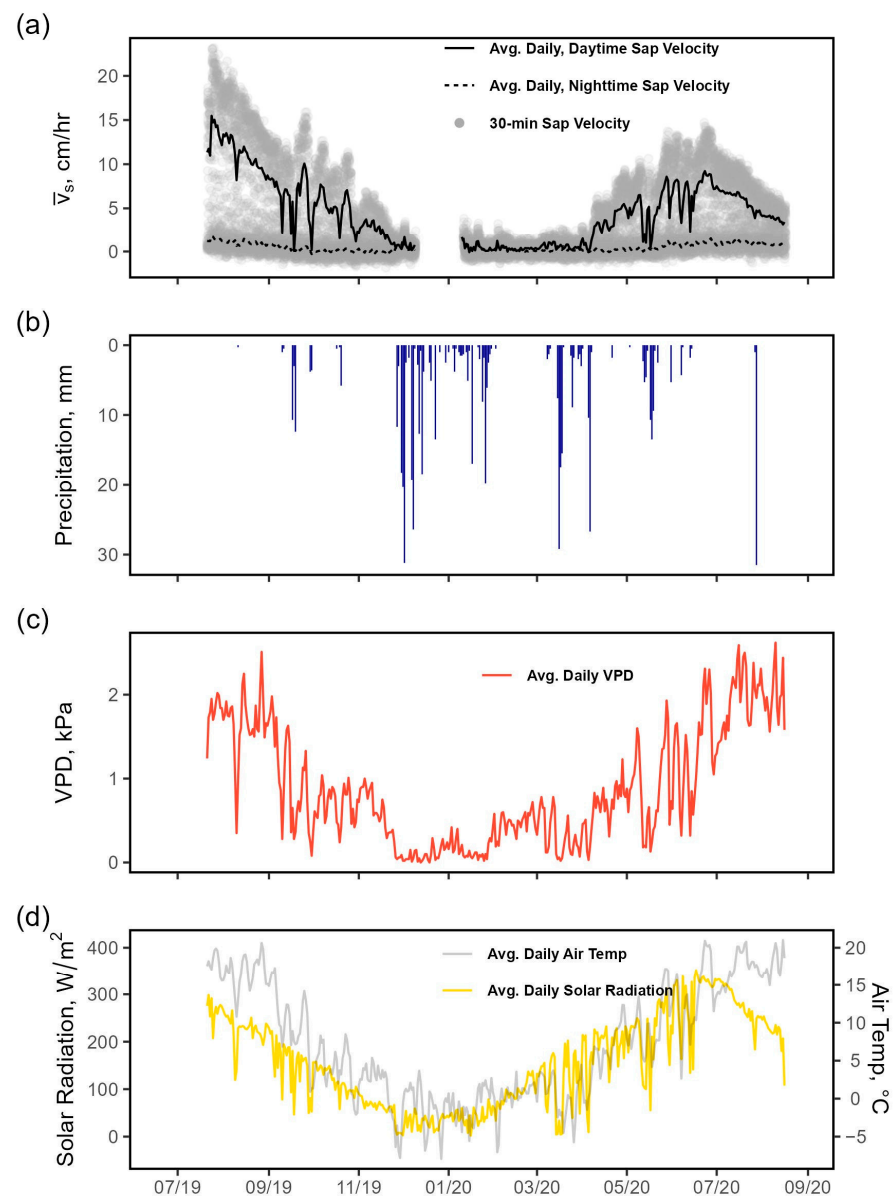 (a)
Avg. Daily, Daytime Sap Velocity
20
Avg. Daily, Nighttime Sap Velocity
15
30-min Sap Velocity
v̅s, cm/hr
10
5
0
(b)
0
Precipitation, mm
10
20
30
(c)
Avg. Daily VPD
2
VPD, kPa
1
0
(d)
Solar Radiation, W/m²
400
Avg. Daily Air Temp
20
300
Avg. Daily Solar Radiation
15
200
10
100
5
0
0
−5
Air Temp, °C
07/19 09/19 11/19 01/20 03/20 05/20 07/20 09/20